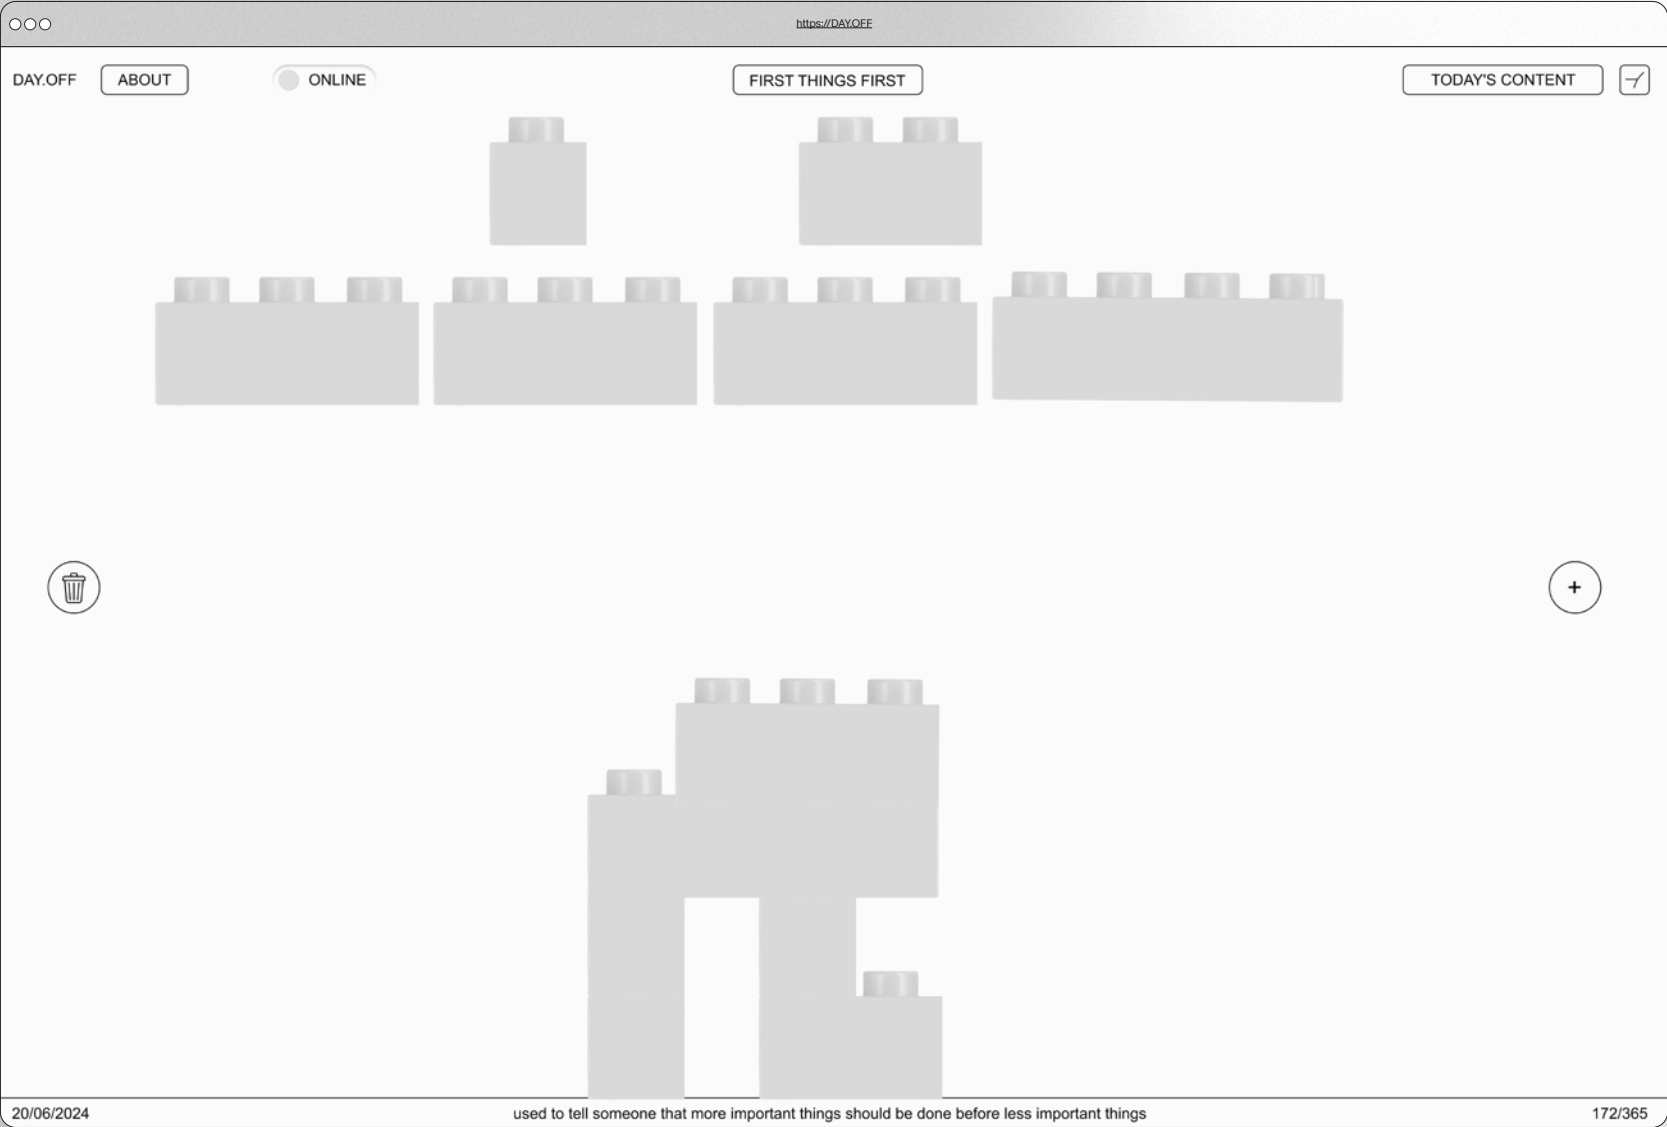 https://DAY.OFF
DAY.OFF ABOUT ONLINE FIRST THINGS FIRST TODAY'S CONTENT
+
20/06/2024 used to tell someone that more important things should be done before less important things 172/365